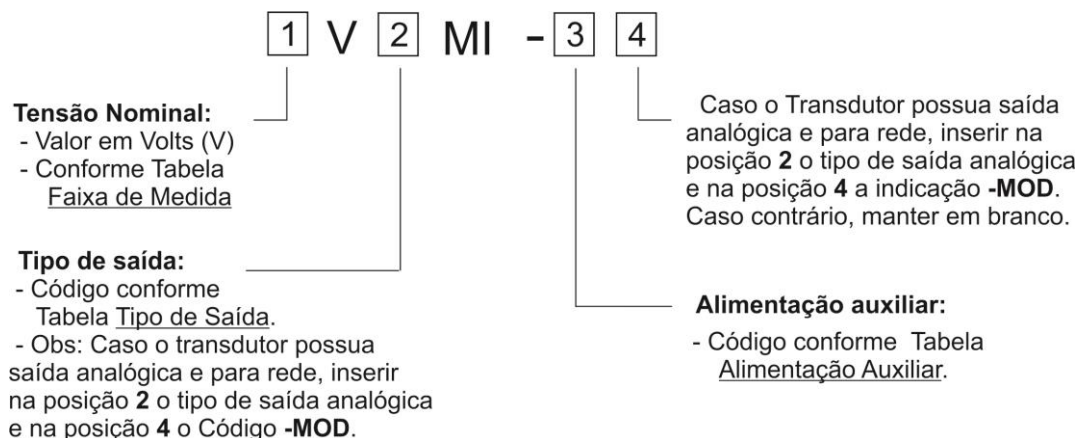 1 V 2 MI - 3 4
Tensão Nominal:
- Valor em Volts (V)
- Conforme Tabela
Faixa de Medida
Tipo de saída:
- Código conforme
Tabela Tipo de Saída.
- Obs: Caso o transdutor possua
saída analógica e para rede, inserir
na posição 2 o tipo de saída analógica
e na posição 4 o Código -MOD.
Caso o Transdutor possua saída
analógica e para rede, inserir na
posição 2 o tipo de saída analógica
e na posição 4 a indicação -MOD.
Caso contrário, manter em branco.
Alimentação auxiliar:
- Código conforme Tabela
Alimentação Auxiliar.